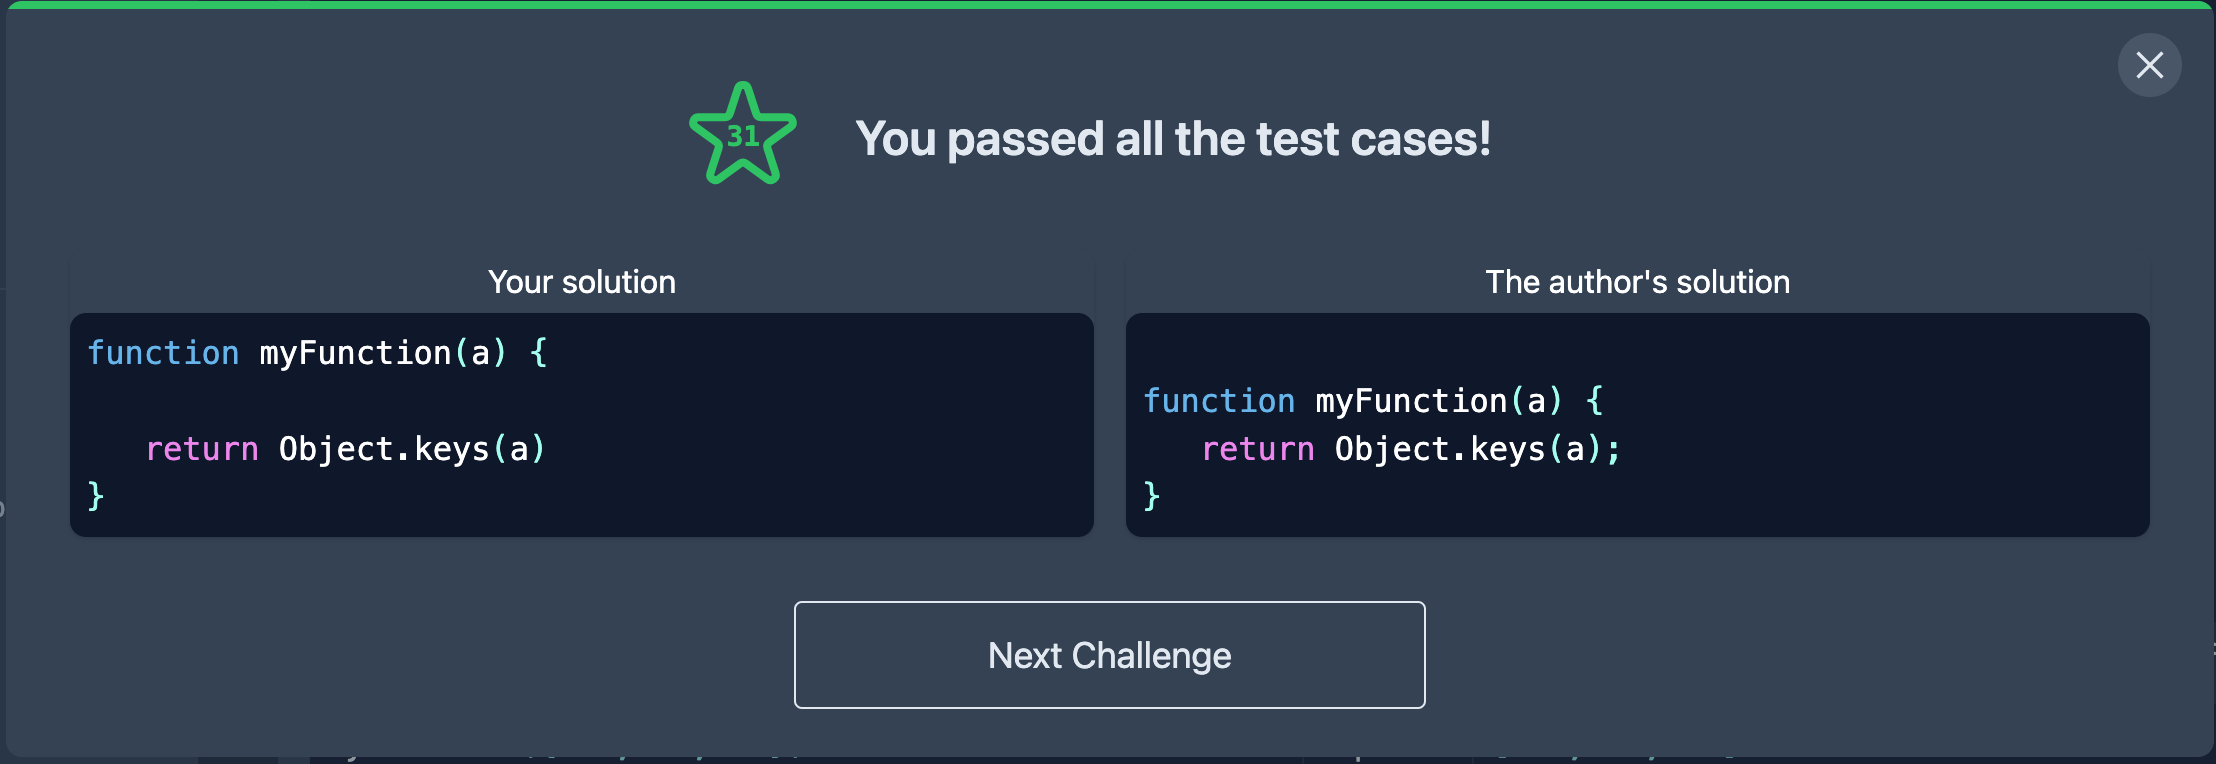 31
You passed all the test cases!
Your solution
function myFunction(a) {
return Object.keys(a)
}
The author's solution
function myFunction(a) {
return Object.keys(a);
}
Next Challenge